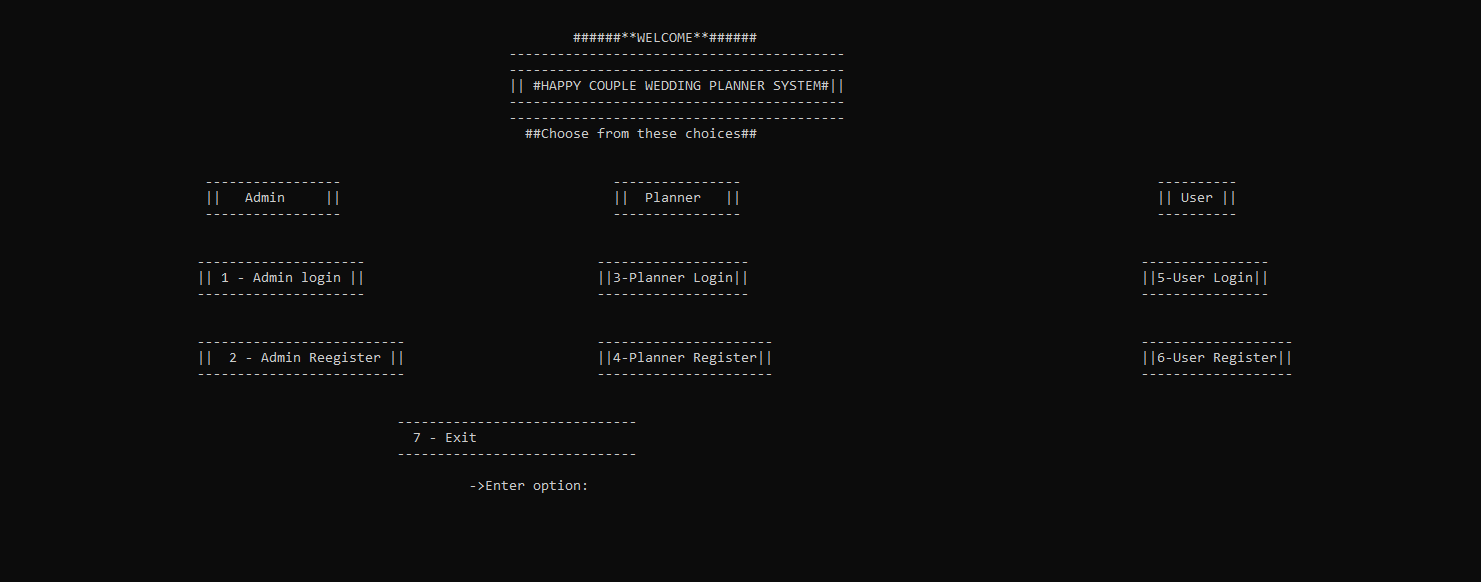 ######**WELCOME**######
------------------------------------------
------------------------------------------
|| #HAPPY COUPLE WEDDING PLANNER SYSTEM#||
------------------------------------------
------------------------------------------
##Choose from these choices##
----------------- ---------------- ----------
||   Admin     || ||  Planner   || || User ||
----------------- ---------------- ----------
--------------------- ------------------- ----------------
|| 1 - Admin login || ||3-Planner Login|| ||5-User Login||
--------------------- ------------------- ----------------
-------------------------- ---------------------- -------------------
||  2 - Admin Reegister || ||4-Planner Register|| ||6-User Register||
-------------------------- ---------------------- -------------------
------------------------------
7 - Exit
------------------------------
->Enter option: